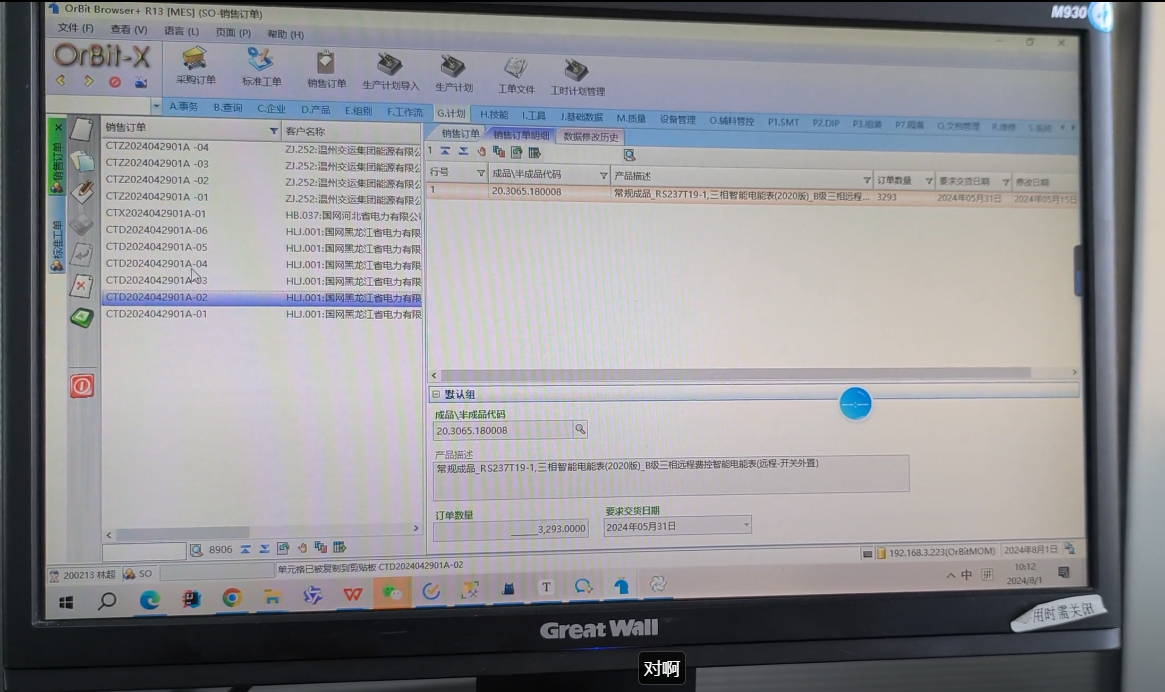 OrBit Browser+ R13 [MES] (SO-销售订单)
M930
文件 (F) 查看 (V) 语言 (L) 页面 (P) 帮助 (H)
OrBit-X
采购订单 标准工单 销售订单 生产计划导入 生产计划 工单文件 工时计划管理
A.事务 B.查询 C.企业 D.产品 E.组别 F.工作流 G.计划 H.技能 I.工具 J.基础数据 M.质量 设备管理 O.辅料管控 P1.SMT P2.DIP P3.组装
销售订单
标准工单
销售订单 客户名称
CTZ2024042901A -04 ZJ.252:温州交运集团能源有限公
CTZ2024042901A -03 ZJ.252:温州交运集团能源有限公
CTZ2024042901A -02 ZJ.252:温州交运集团能源有限公
CTZ2024042901A -01 ZJ.252:温州交运集团能源有限公
CTX2024042901A-01 HB.037:国网河北省电力有限公
CTD2024042901A-06 HLJ.001:国网黑龙江省电力有限
CTD2024042901A-05 HLJ.001:国网黑龙江省电力有限
CTD2024042901A-04 HLJ.001:国网黑龙江省电力有限
CTD2024042901A-03 HLJ.001:国网黑龙江省电力有限
CTD2024042901A-02 HLJ.001:国网黑龙江省电力有限
CTD2024042901A-01 HLJ.001:国网黑龙江省电力有限
销售订单 销售订单明细 数据修改历史
1
行号 成品\半成品代码 产品描述 订单数量 要求交货日期 修改日期
1 20.3065.180008 常规成品_RS237T19-1,三相智能电能表(2020版)_B级三相远程... 3293 2024年05月31日 2024年05月15日
默认组
成品\半成品代码
20.3065.180008
产品描述
常规成品_RS237T19-1,三相智能电能表(2020版)_B级三相远程费控智能电能表(远程-开关外置)
订单数量 要求交货日期
3,293.0000 2024年05月31日
8906
200213 林超 SO 单元格已被复制到剪贴板 CTD2024042901A-02 192.168.3.223(OrBitMOM) 2024年8月1日
中 拼 10:12
2024/8/1
用时需关闭
Great Wall
对啊